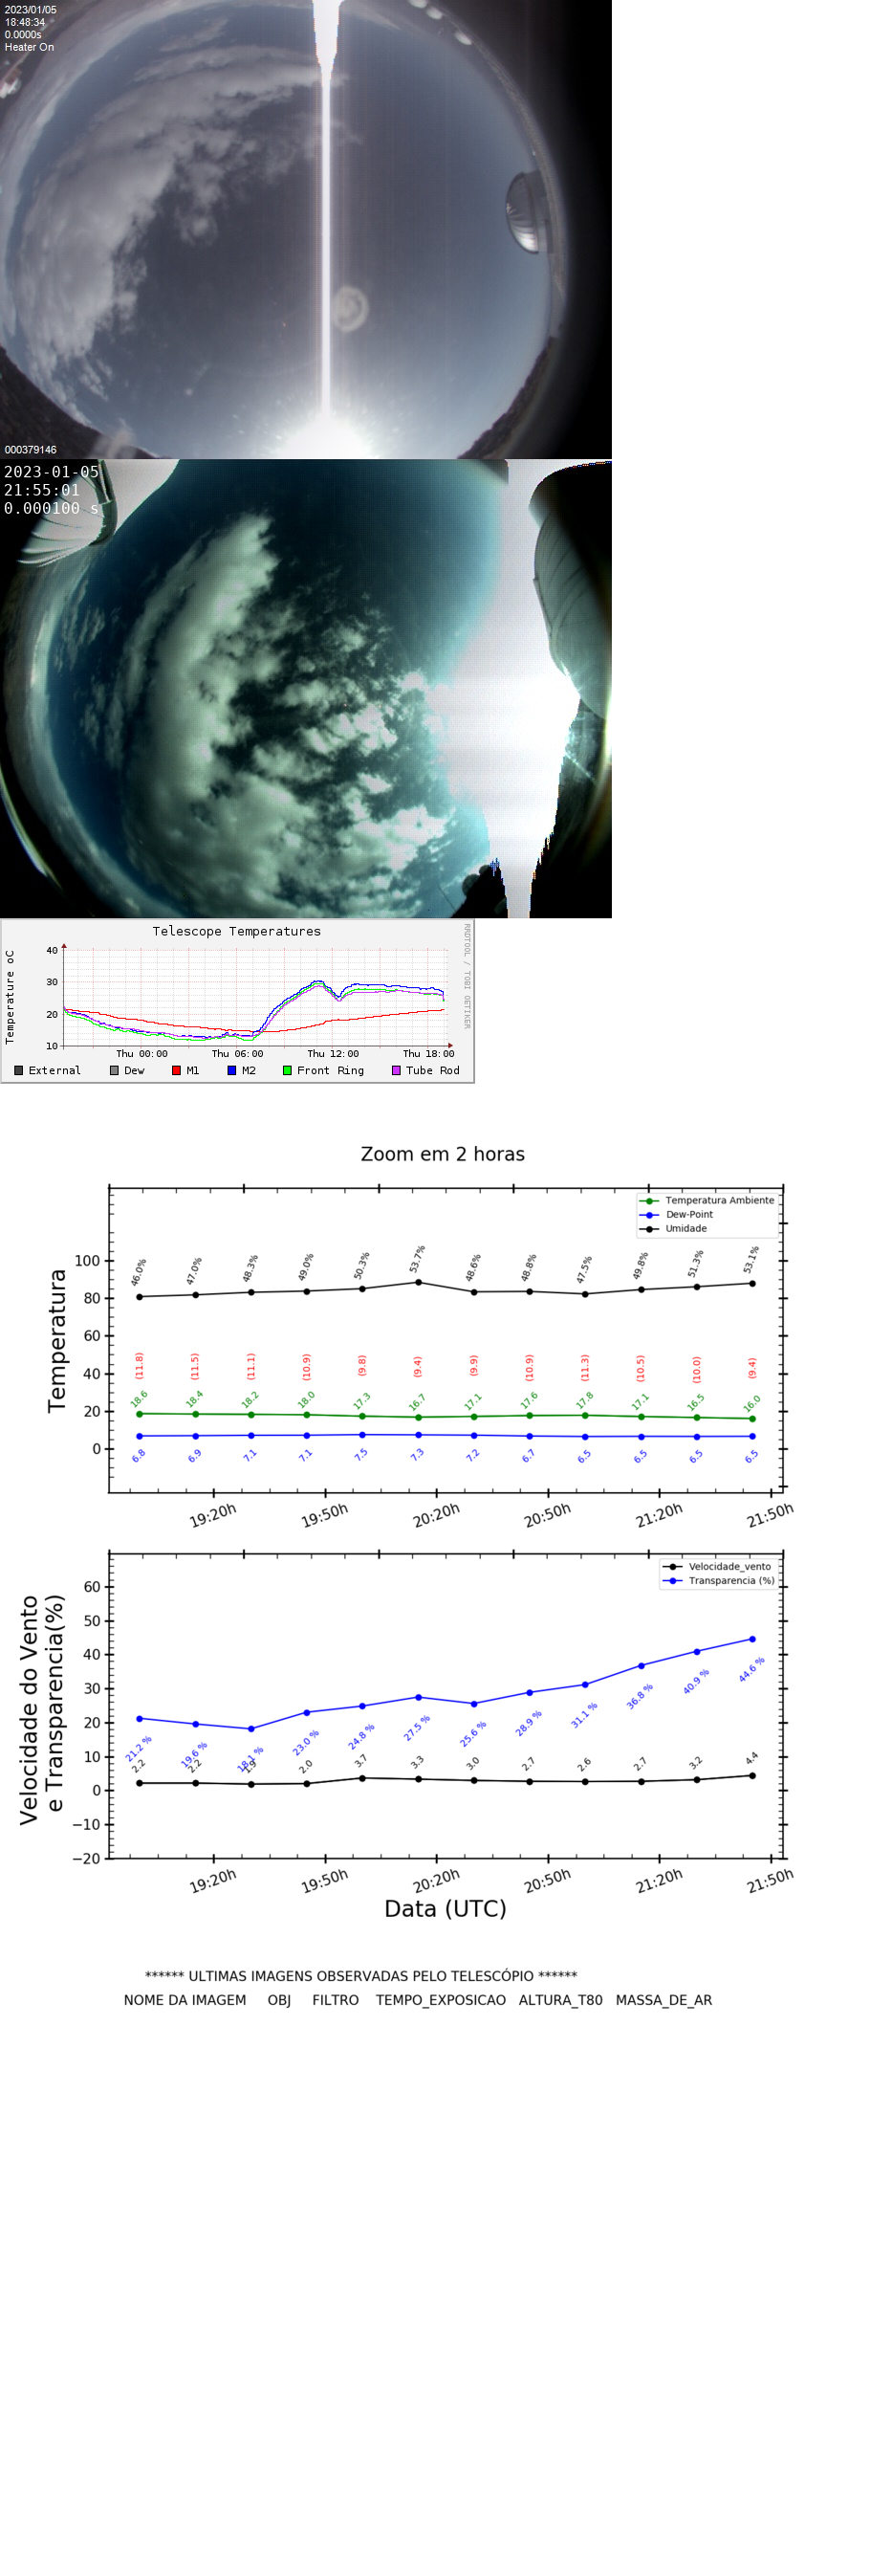 2023/01/05
18:48:34
0.0000s
Heater On
000379146
2023-01-05
21:55:01
0.000100 s
Telescope Temperatures
RRDTOOL / TOBI OETIKER
Temperature oC
40
30
20
10
Thu 00:00 Thu 06:00 Thu 12:00 Thu 18:00
External Dew M1 M2 Front Ring Tube Rod
Zoom em 2 horas
Temperatura Ambiente
Dew-Point
Umidade
Temperatura
100
80
60
40
20
0
46.0% 47.0% 48.3% 49.0% 50.3% 53.7% 48.6% 48.8% 47.5% 49.8% 51.3% 53.1%
(11.8) (11.5) (11.1) (10.9) (9.8) (9.4) (9.9) (10.9) (11.3) (10.5) (10.0) (9.4)
18.6 18.4 18.2 18.0 17.3 16.7 17.1 17.6 17.8 17.1 16.5 16.0
6.8 6.9 7.1 7.1 7.5 7.3 7.2 6.7 6.5 6.5 6.5 6.5
19:20h 19:50h 20:20h 20:50h 21:20h 21:50h
Velocidade_vento
Transparencia (%)
Velocidade do Vento
e Transparencia(%)
60
50
40
30
20
10
0
−10
−20
21.2 % 19.6 % 18.1 % 23.0 % 24.8 % 27.5 % 25.6 % 28.9 % 31.1 % 36.8 % 40.9 % 44.6 %
2.2 2.2 1.9 2.0 3.7 3.3 3.0 2.7 2.6 2.7 3.2 4.4
19:20h 19:50h 20:20h 20:50h 21:20h 21:50h
Data (UTC)
****** ULTIMAS IMAGENS OBSERVADAS PELO TELESCÓPIO ******
NOME DA IMAGEM OBJ FILTRO TEMPO_EXPOSICAO ALTURA_T80 MASSA_DE_AR